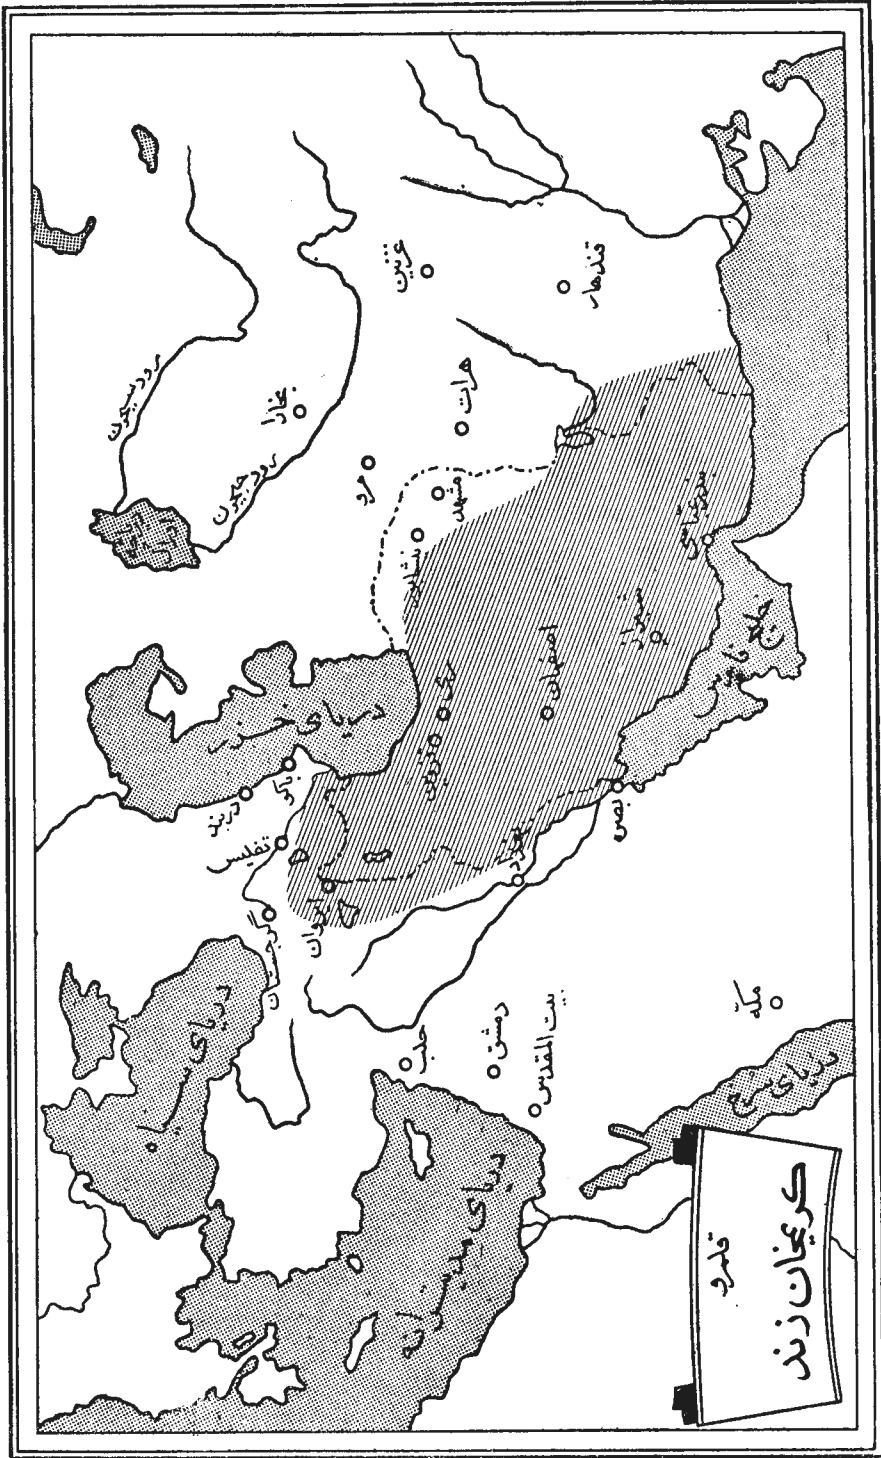 قلمرو
کریمخان زند
دریای خزر
دریای سیاه
دریای مدیترانه
دریای سرخ
خلیج فارس
رود سیحون
رود جیحون
بخارا
مرو
هرات
مشهد
نیشابور
قندهار
ری
قزوین
اصفهان
شیراز
بندرعباس
بصره
بغداد
باکو
دربند
تفلیس
ایروان
گرجستان
حلب
دمشق
بیت المقدس
مکه